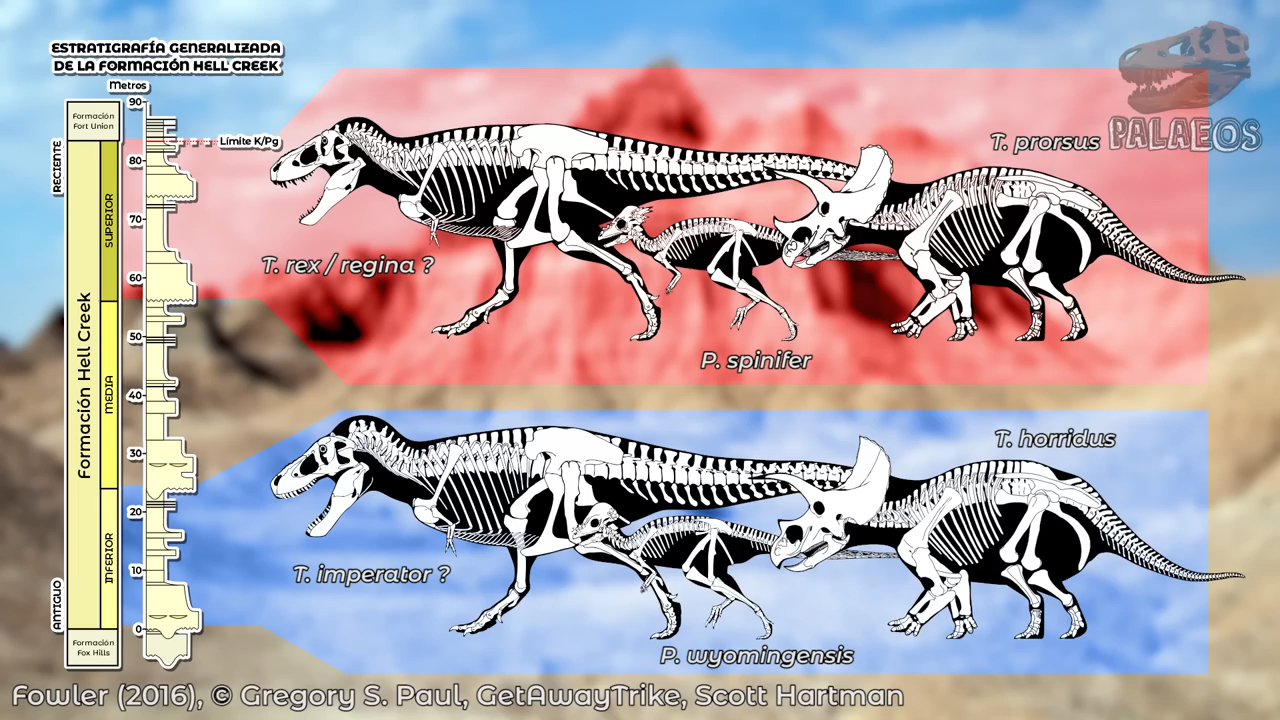 ESTRATIGRAFÍA GENERALIZADA
DE LA FORMACIÓN HELL CREEK
Metros
90
Formación
Fort Union
Límite K/Pg
80
70
60
50
40
30
20
10
0
RECIENTE
ANTIGUO
Formación Hell Creek
SUPERIOR
MEDIA
INFERIOR
Formación
Fox Hills
PALAEOS
T. prorsus
T. rex / regina ?
P. spinifer
T. horridus
T. imperator ?
P. wyomingensis
Fowler (2016), © Gregory S. Paul, GetAwayTrike, Scott Hartman